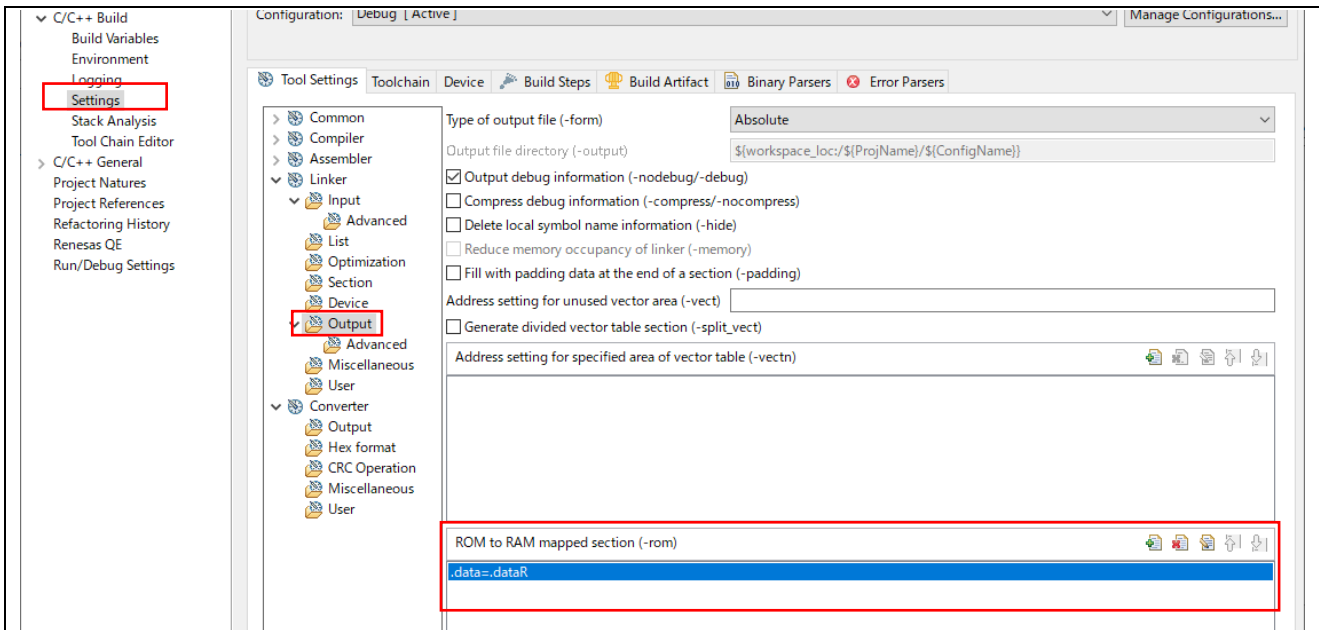 C/C++ Build
Build Variables
Environment
Logging
Settings
Stack Analysis
Tool Chain Editor
C/C++ General
Project Natures
Project References
Refactoring History
Renesas QE
Run/Debug Settings
Configuration: Debug [ Active ]
Manage Configurations...
Tool Settings Toolchain Device Build Steps Build Artifact Binary Parsers Error Parsers
Common
Compiler
Assembler
Linker
Input
Advanced
List
Optimization
Section
Device
Output
Advanced
Miscellaneous
User
Converter
Output
Hex format
CRC Operation
Miscellaneous
User
Type of output file (-form) Absolute
Output file directory (-output) ${workspace_loc:/${ProjName}/${ConfigName}}
Output debug information (-nodebug/-debug)
Compress debug information (-compress/-nocompress)
Delete local symbol name information (-hide)
Reduce memory occupancy of linker (-memory)
Fill with padding data at the end of a section (-padding)
Address setting for unused vector area (-vect)
Generate divided vector table section (-split_vect)
Address setting for specified area of vector table (-vectn)
ROM to RAM mapped section (-rom)
.data=.dataR